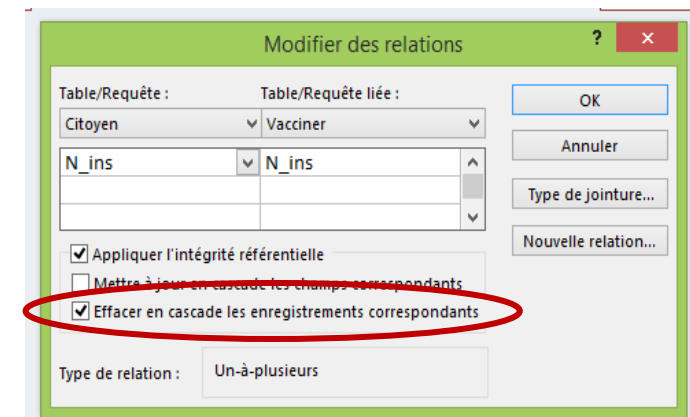 Modifier des relations ? ×
Table/Requête : Table/Requête liée :
OK
Citoyen Vacciner
Annuler
N_ins N_ins
Type de jointure...
Nouvelle relation...
Appliquer l'intégrité référentielle
Mettre à jour en cascade les champs correspondants
Effacer en cascade les enregistrements correspondants
Type de relation : Un-à-plusieurs